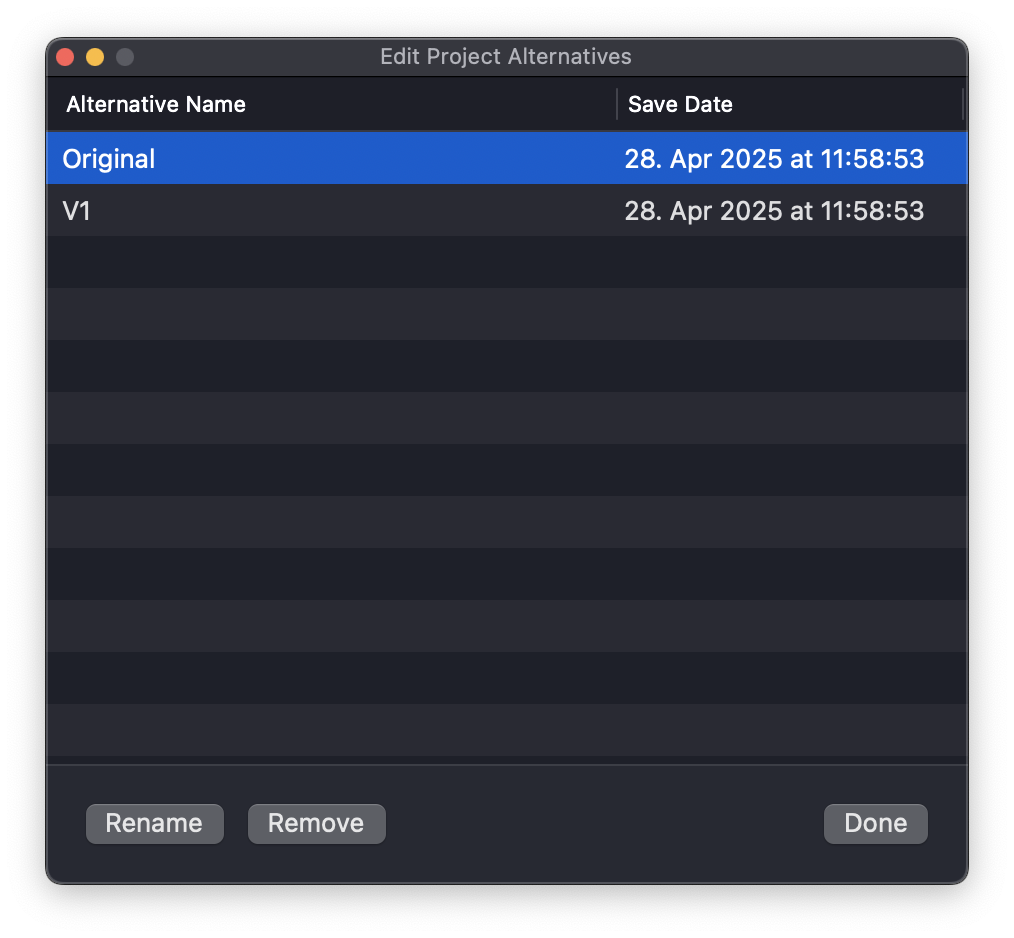 Edit Project Alternatives
Alternative Name Save Date
Original 28. Apr 2025 at 11:58:53
V1 28. Apr 2025 at 11:58:53
Rename Remove Done